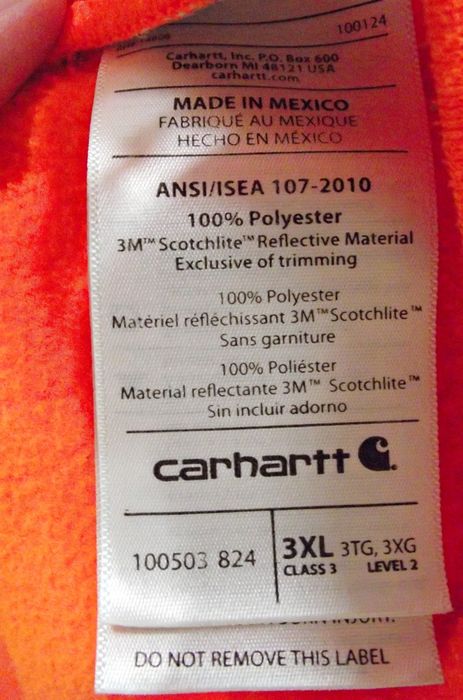 100124
Carhartt, Inc. P.O. Box 600
Dearborn MI 48121 USA
carhartt.com
MADE IN MEXICO
FABRIQUÉ AU MEXIQUE
HECHO EN MÉXICO
ANSI/ISEA 107-2010
100% Polyester
3M™ Scotchlite™ Reflective Material
Exclusive of trimming
100% Polyester
Matériel réfléchissant 3M™ Scotchlite™
Sans garniture
100% Poliéster
Material reflectante 3M™ Scotchlite™
Sin incluir adorno
carhartt
100503 824
3XL 3TG, 3XG
CLASS 3 LEVEL 2
DO NOT REMOVE THIS LABEL